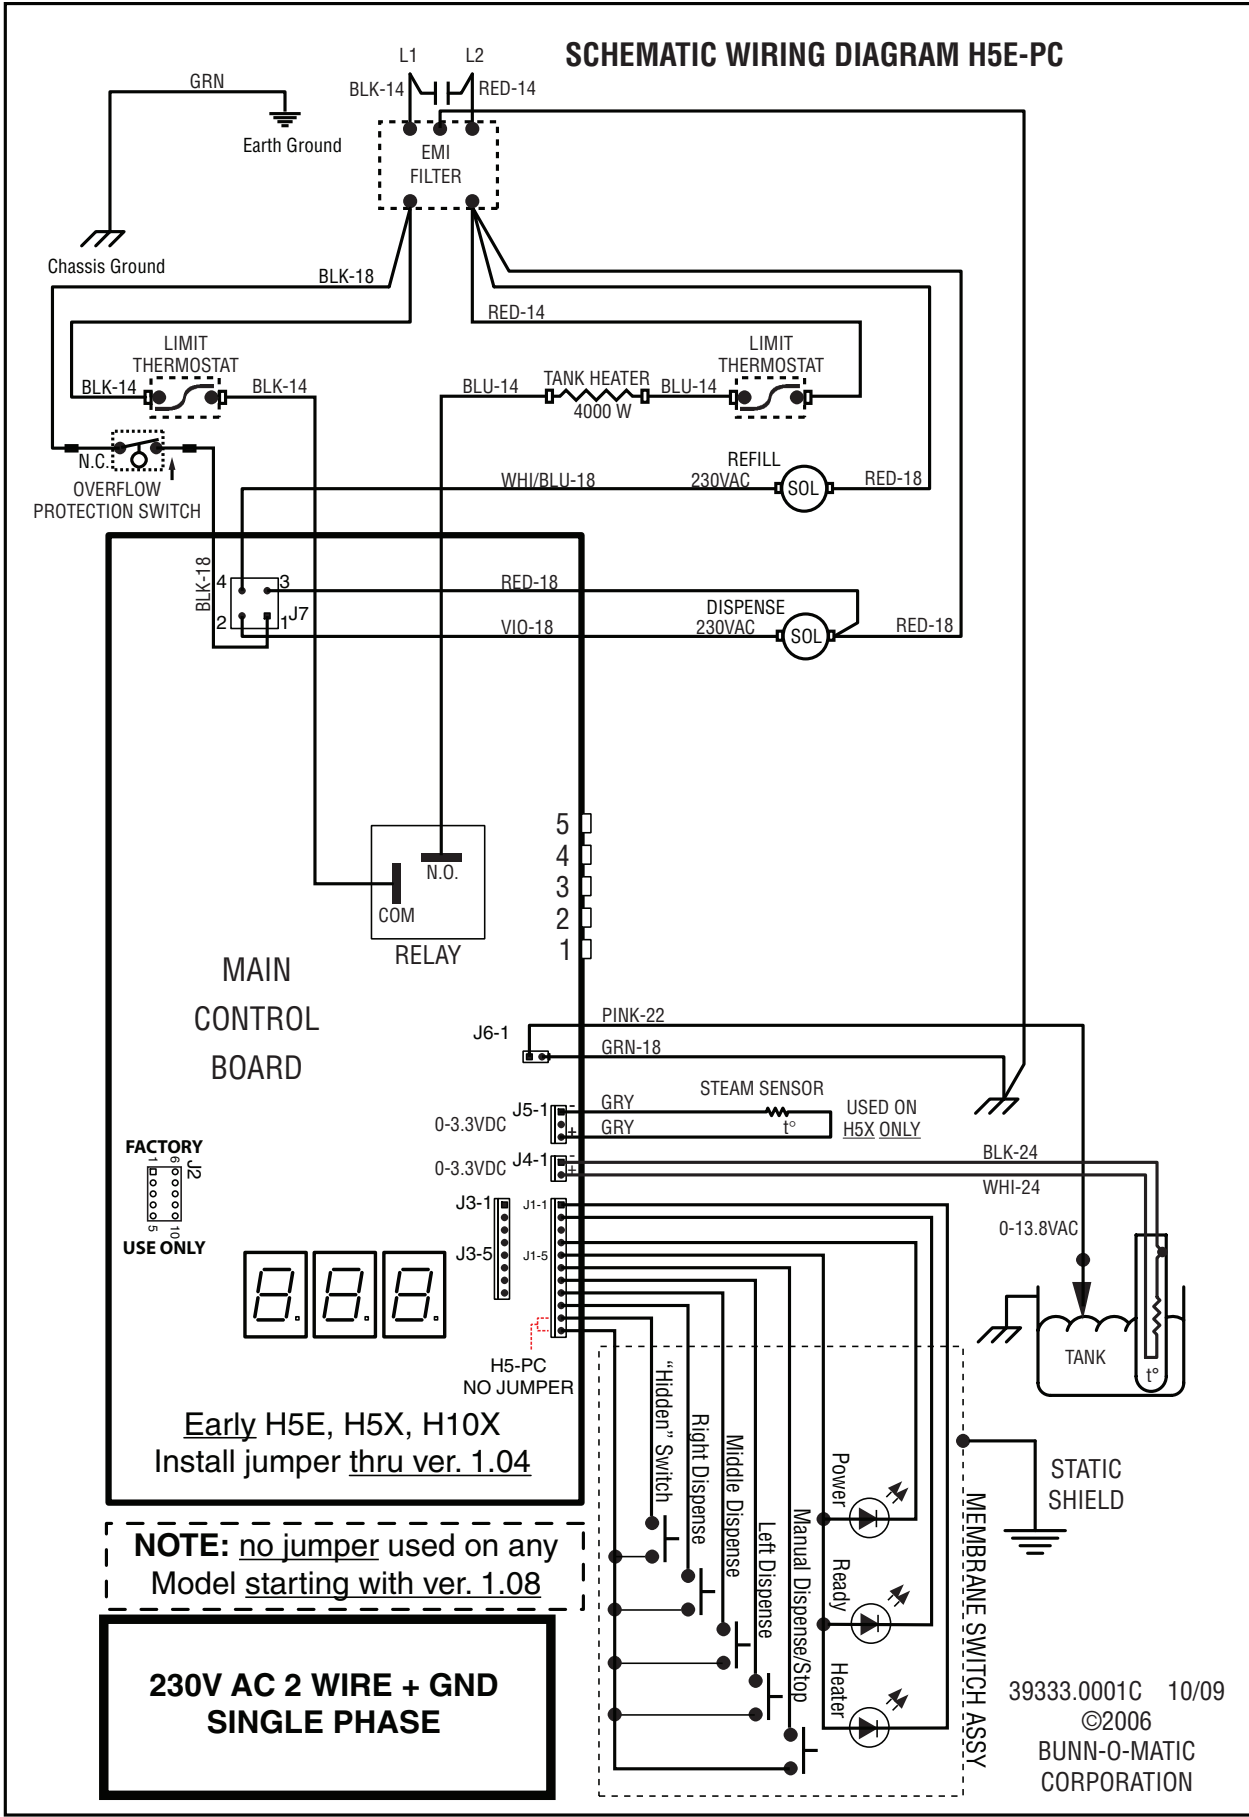 SCHEMATIC WIRING DIAGRAM H5E-PC
L1
L2
GRN
BLK-14
RED-14
Earth Ground
EMI
FILTER
Chassis Ground
BLK-18
RED-14
LIMIT
THERMOSTAT
LIMIT
THERMOSTAT
BLK-14
BLK-14
BLU-14
TANK HEATER
4000 W
BLU-14
N.C.
OVERFLOW
PROTECTION SWITCH
WHI/BLU-18
REFILL
230VAC
SOL
RED-18
BLK-18
4
3
2
1
J7
RED-18
VIO-18
DISPENSE
230VAC
SOL
RED-18
5
4
3
2
1
N.O.
COM
RELAY
MAIN
CONTROL
BOARD
J6-1
PINK-22
GRN-18
J5-1
0-3.3VDC
-
+
GRY
GRY
STEAM SENSOR
t°
USED ON
H5X ONLY
J4-1
0-3.3VDC
-
+
BLK-24
WHI-24
FACTORY
1
6
J2
5
10
USE ONLY
J3-1
J1-1
J3-5
J1-5
0-13.8VAC
TANK
t°
8.8.8.
H5-PC
NO JUMPER
Early H5E, H5X, H10X
Install jumper thru ver. 1.04
"Hidden" Switch
Right Dispense
Middle Dispense
Left Dispense
Manual Dispense/Stop
Power
Ready
Heater
MEMBRANE SWITCH ASSY
STATIC
SHIELD
NOTE: no jumper used on any
Model starting with ver. 1.08
230V AC 2 WIRE + GND
SINGLE PHASE
39333.0001C 10/09
©2006
BUNN-O-MATIC
CORPORATION